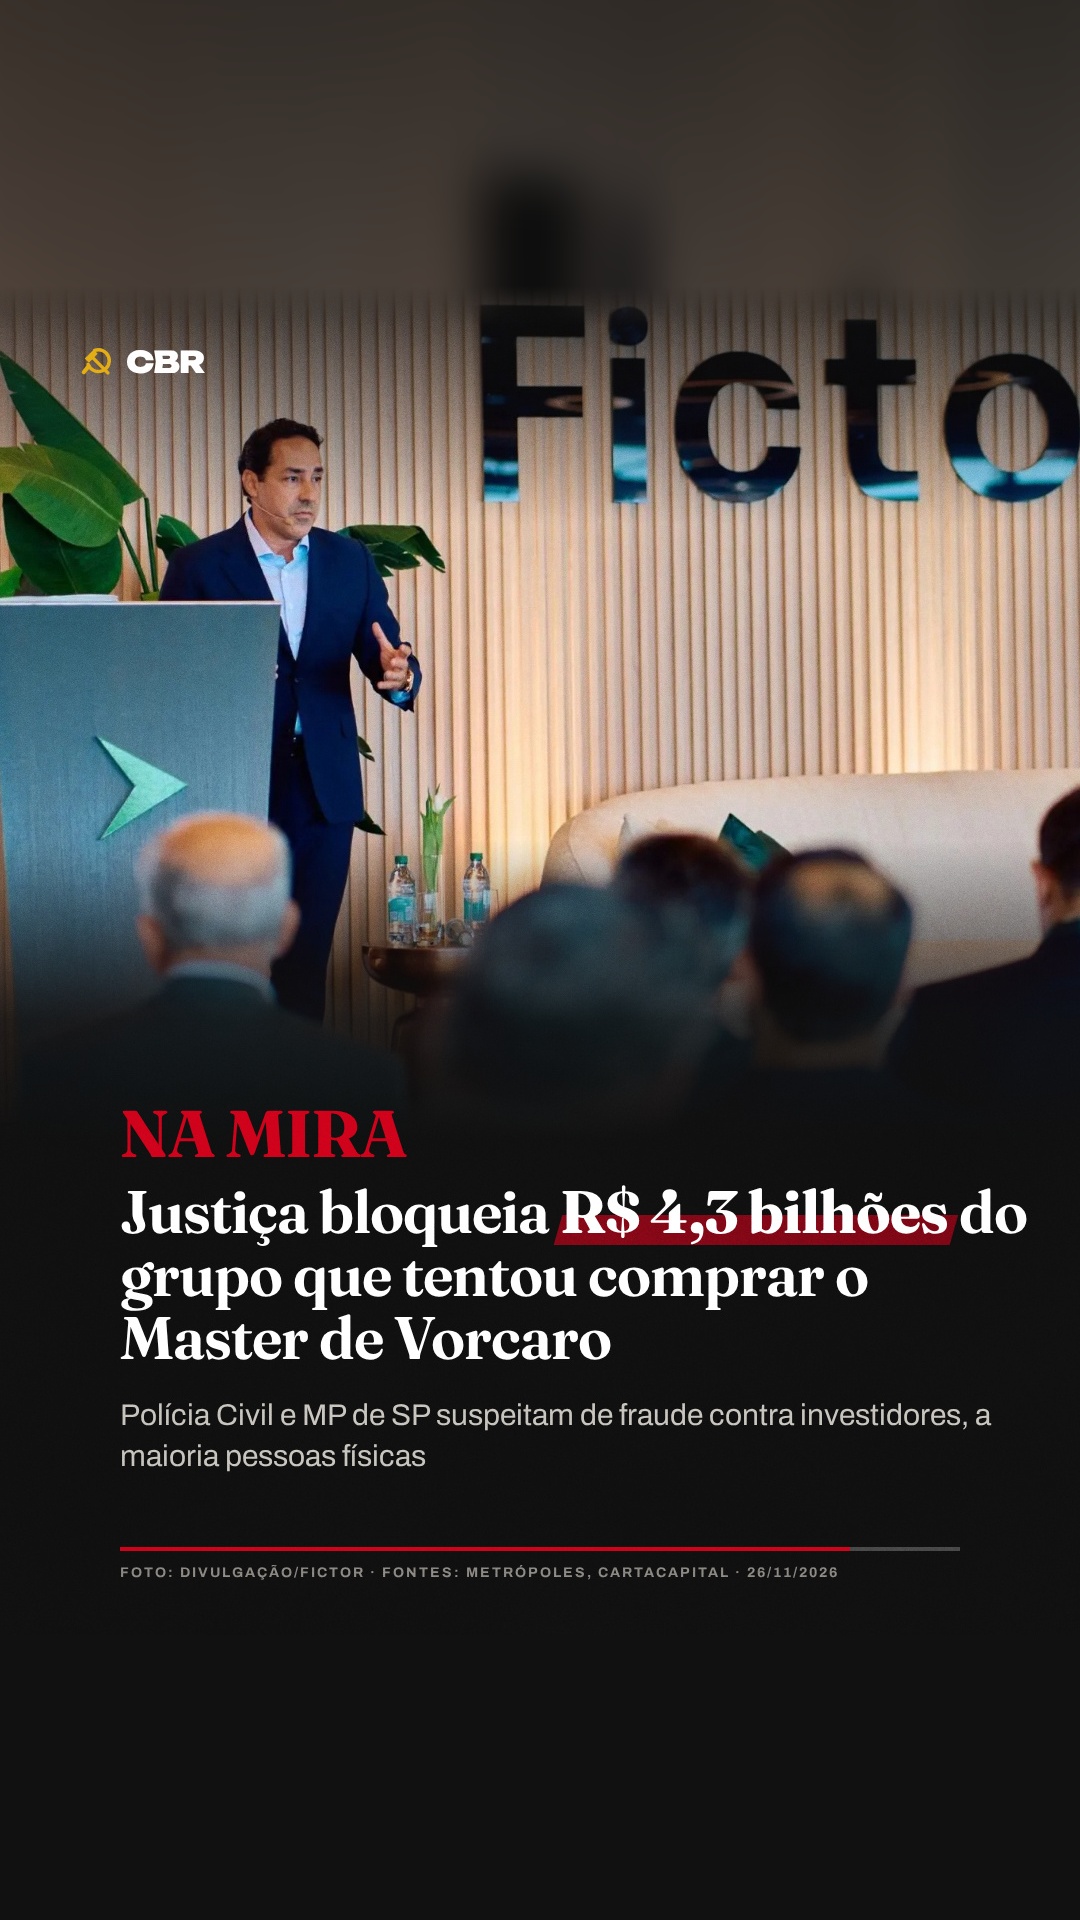 Ficto
CBR
NA MIRA
Justiça bloqueia R$ 4,3 bilhões do
grupo que tentou comprar o
Master de Vorcaro
Polícia Civil e MP de SP suspeitam de fraude contra investidores, a
maioria pessoas físicas
FOTO: DIVULGAÇÃO/FICTOR · FONTES: METRÓPOLES, CARTACAPITAL · 26/11/2026